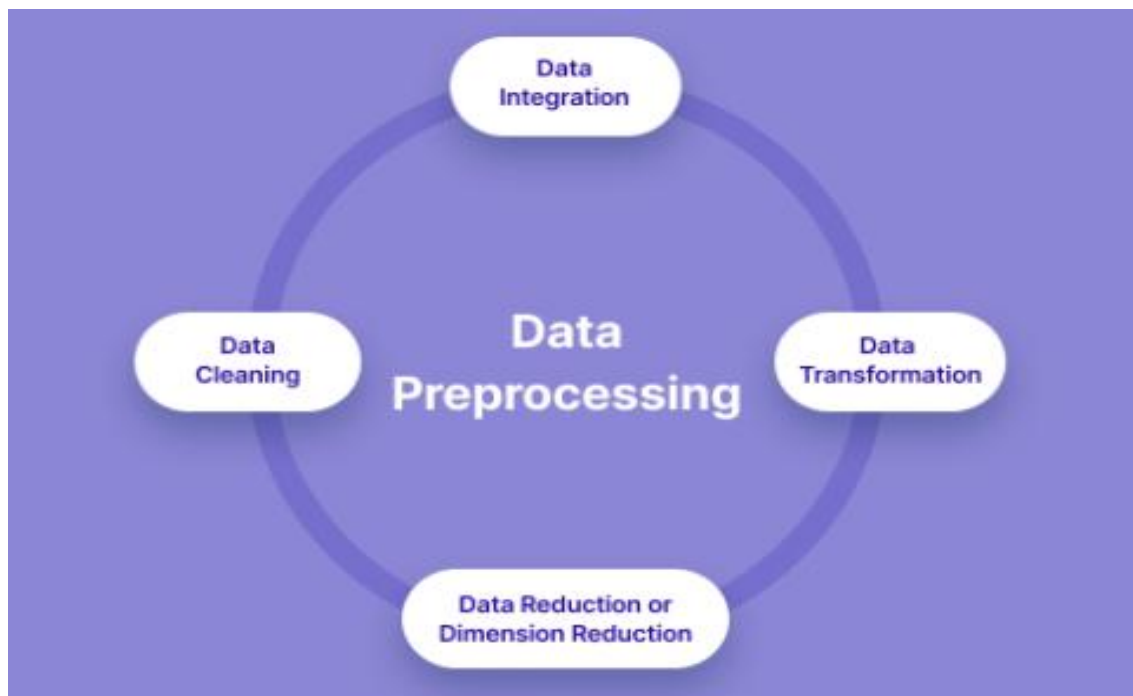 Data
Integration
Data
Cleaning
Data
Preprocessing
Data
Transformation
Data Reduction or
Dimension Reduction